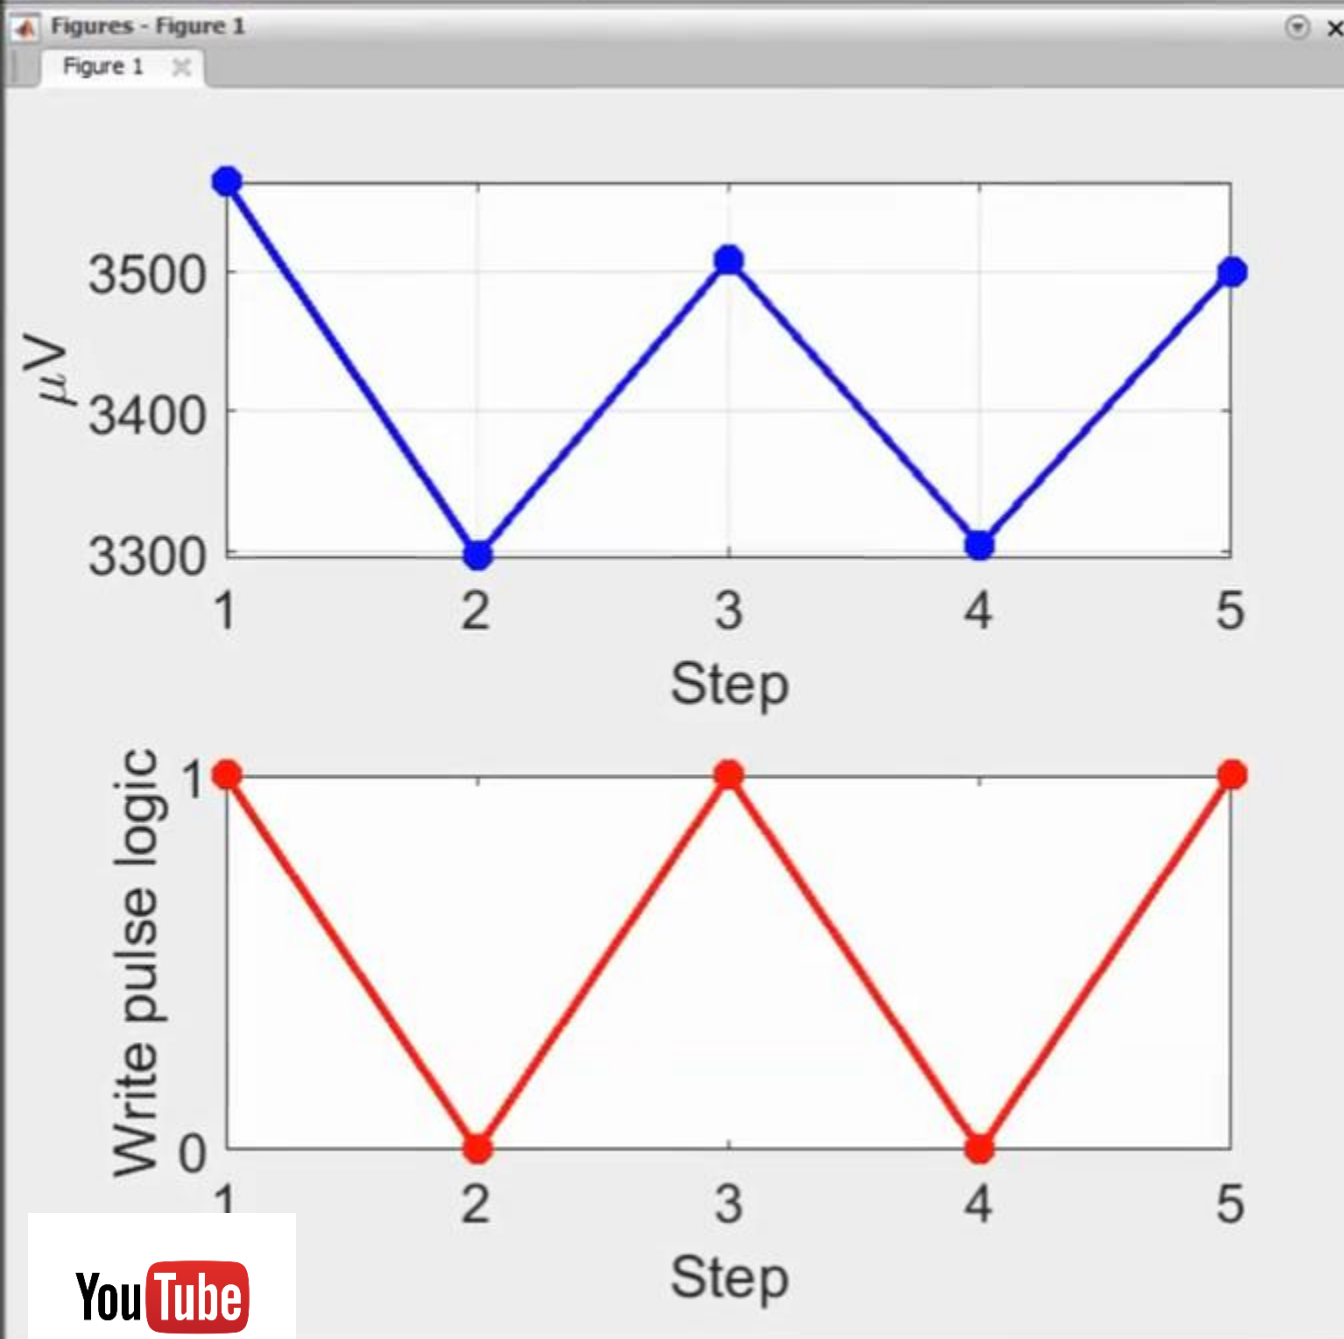 Figures - Figure 1
Figure 1
3500
3400
3300
μV
1 2 3 4 5
Step
1
0
Write pulse logic
1 2 3 4 5
Step
YouTube